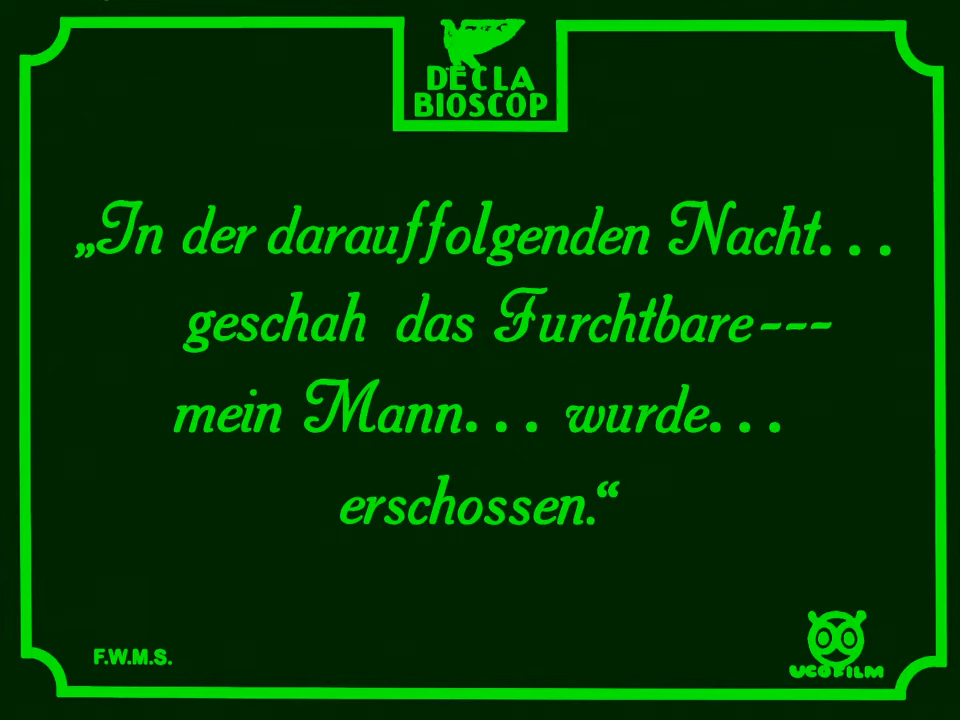 DECLA
BIOSCOP
„In der darauffolgenden Nacht...
geschah das Furchtbare---
mein Mann... wurde...
erschossen.“
F.W.M.S.
UCOFILM